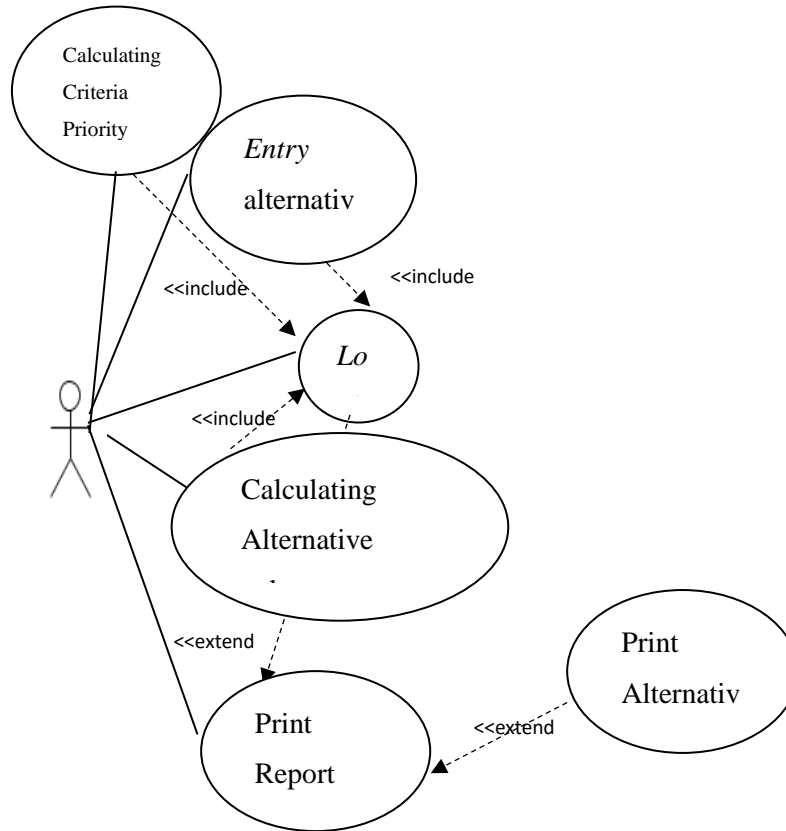 Calculating
Criteria
Priority
Entry
alternativ
<<include
<<include
Lo
<<include
Calculating
Alternative
<<extend
Print
Alternativ
Print
<<extend
Report